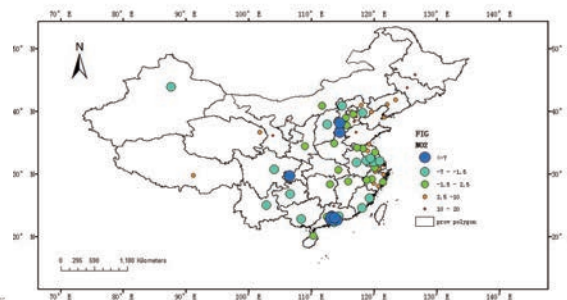 70° E 80° E 90° E 100° E 110° E 120° E 130° E 140° E
50° N 50° N
N
40° N 40° N
30° N 30° N
20° N 20° N
FIG
NO2
-7 - -1.5
-1.5 - 2.5
2.5 -10
10 - 20
prov polygon
0 295 590 1,180 Kilometers
70° E 80° E 90° E 100° E 110° E 120° E 130° E 140° E